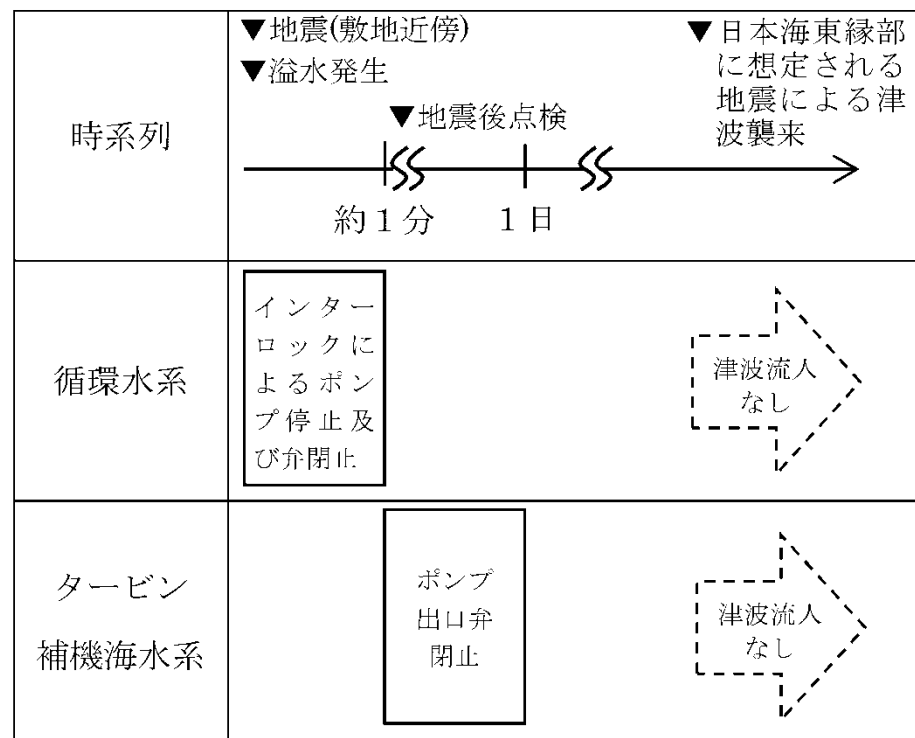 時系列
▼地震(敷地近傍)
▼溢水発生
▼地震後点検
▼日本海東縁部
に想定される
地震による津
波襲来
約1分
1日
循環水系
インター
ロックに
よるポン
プ停止及
び弁閉止
津波流入
なし
タービン
補機海水系
ポンプ
出口弁
閉止
津波流入
なし